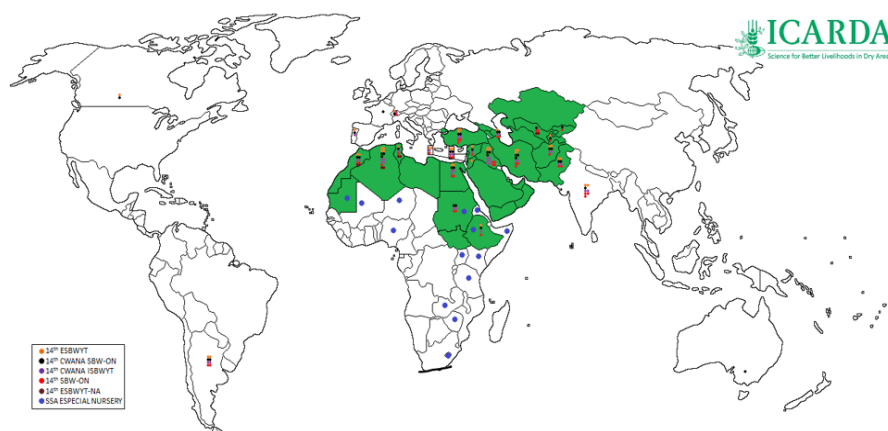 ICARDA
Science for Better Livelihoods in Dry Area
14th ESBWYT
14th CWANA SBW-ON
14th CWANA ISBWYT
14th SBW-ON
14th ESBWYT-NA
SSA ESPECIAL NURSERY